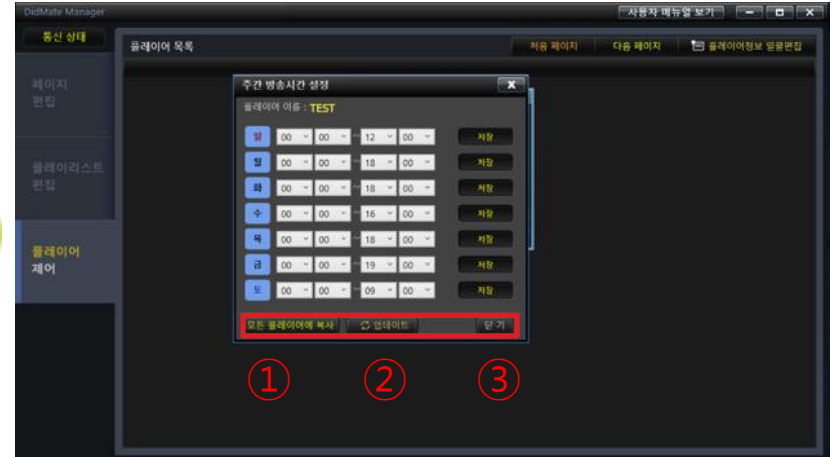 DidMate Manager 사용자 매뉴얼 보기
통신 상태
플레이어 목록 처음 페이지 다음 페이지 플레이어정보 일괄편집
페이지
편집
플레이리스트
편집
플레이어
제어
주간 방송시간 설정
플레이어 이름 : TEST
일 00 00 ~ 12 00 저장
월 00 00 ~ 18 00 저장
화 00 00 ~ 18 00 저장
수 00 00 ~ 16 00 저장
목 00 00 ~ 18 00 저장
금 00 00 ~ 19 00 저장
토 00 00 ~ 09 00 저장
모든 플레이어에 복사 업데이트 닫기
① ② ③